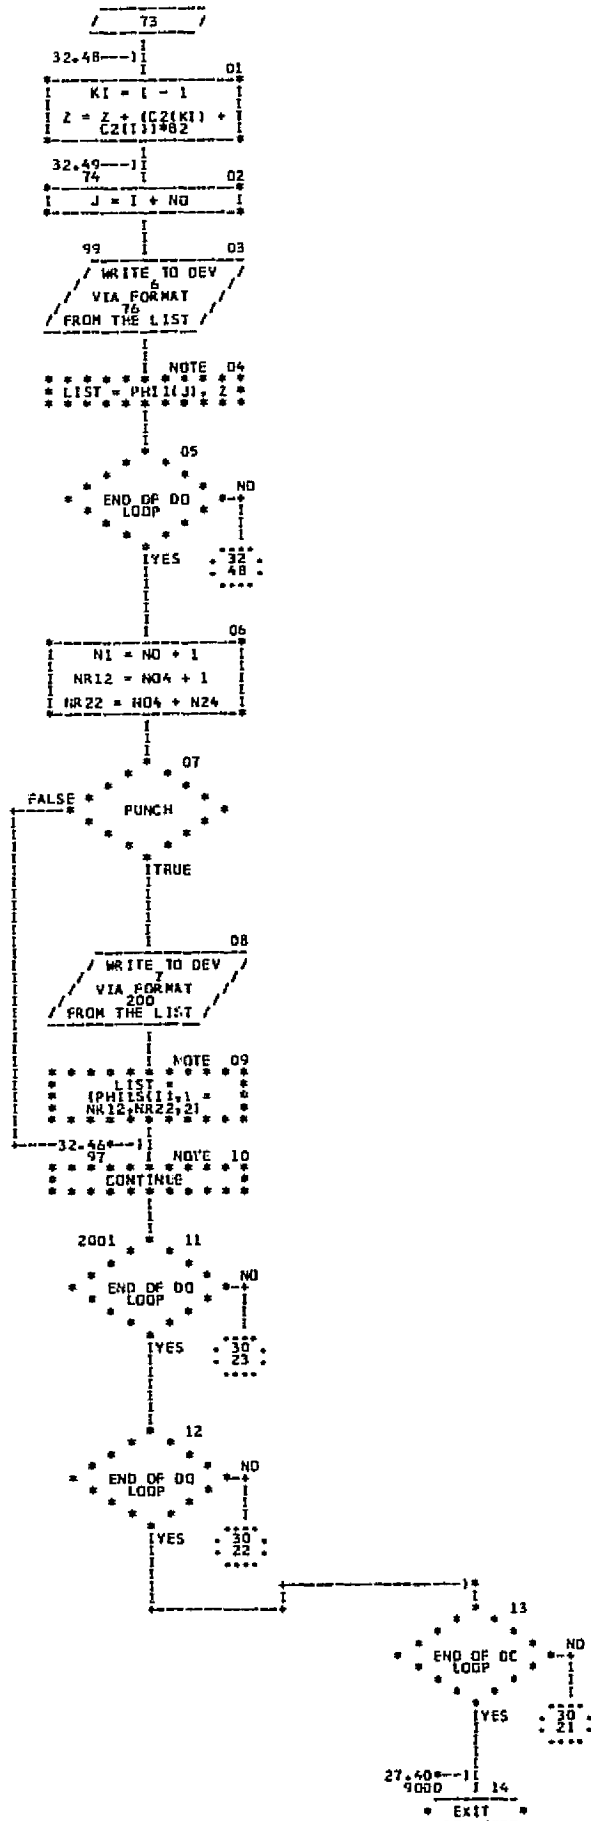 73
32.48
01
KI = I - 1
Z = Z + (C2(KI) +
C2(I))*B2
32.49
74 02
J = I + NO
99 03
WRITE TO DEV
6
VIA FORMAT
76
FROM THE LIST
NOTE 04
LIST = PHI1(J), Z
05
END OF DO
LOOP
NO
YES
32
48
06
N1 = NO + 1
NR12 = NO4 + 1
NR22 = NO4 + N24
07
FALSE
PUNCH
TRUE
08
WRITE TO DEV
7
VIA FORMAT
200
FROM THE LIST
NOTE 09
LIST =
(PHIS(I),I =
NR12,NR22,2)
32.46
97 NOTE 10
CONTINUE
2001 11
END OF DO
LOOP
NO
YES
30
23
12
END OF DO
LOOP
NO
YES
30
22
13
END OF DO
LOOP
NO
YES
30
21
27.40
9000 14
EXIT